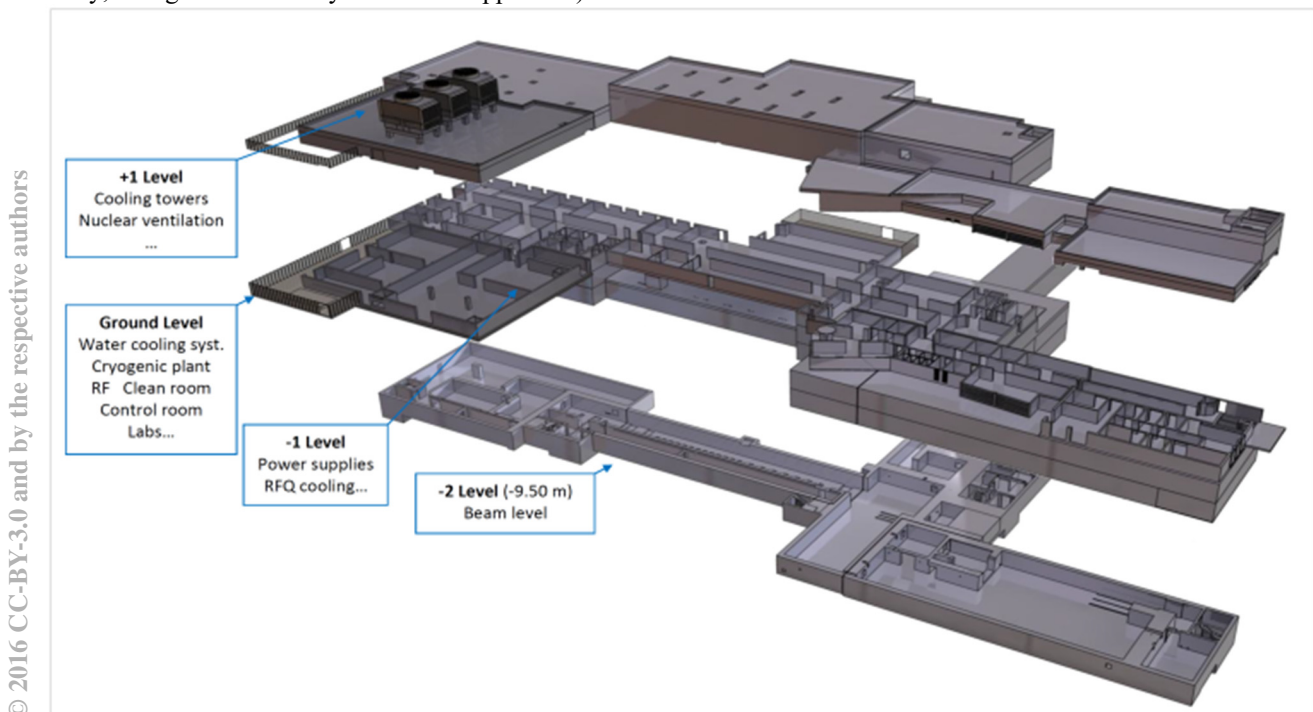 +1 Level
Cooling towers
Nuclear ventilation
...
Ground Level
Water cooling syst.
Cryogenic plant
RF Clean room
Control room
Labs...
-1 Level
Power supplies
RFQ cooling...
-2 Level (-9.50 m)
Beam level
© 2016 CC-BY-3.0 and by the respective authors